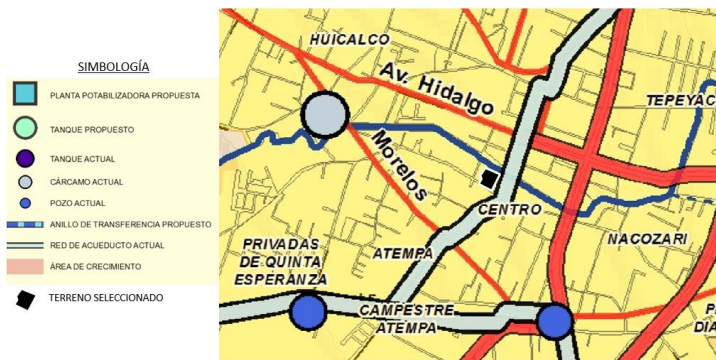 SIMBOLOGÍA
PLANTA POTABILIZADORA PROPUESTA
TANQUE PROPUESTO
TANQUE ACTUAL
CÁRCAMO ACTUAL
POZO ACTUAL
ANILLO DE TRANSFERENCIA PROPUESTO
RED DE ACUEDUCTO ACTUAL
ÁREA DE CRECIMIENTO
TERRENO SELECCIONADO
HUICALCO
Av. Hidalgo
TEPEYAC
Morelos
CENTRO
PRIVADAS
DE QUINTA
ESPERANZA
ATEMPA
NACOZARI
CAMPESTRE
ATEMPA
P
DIA